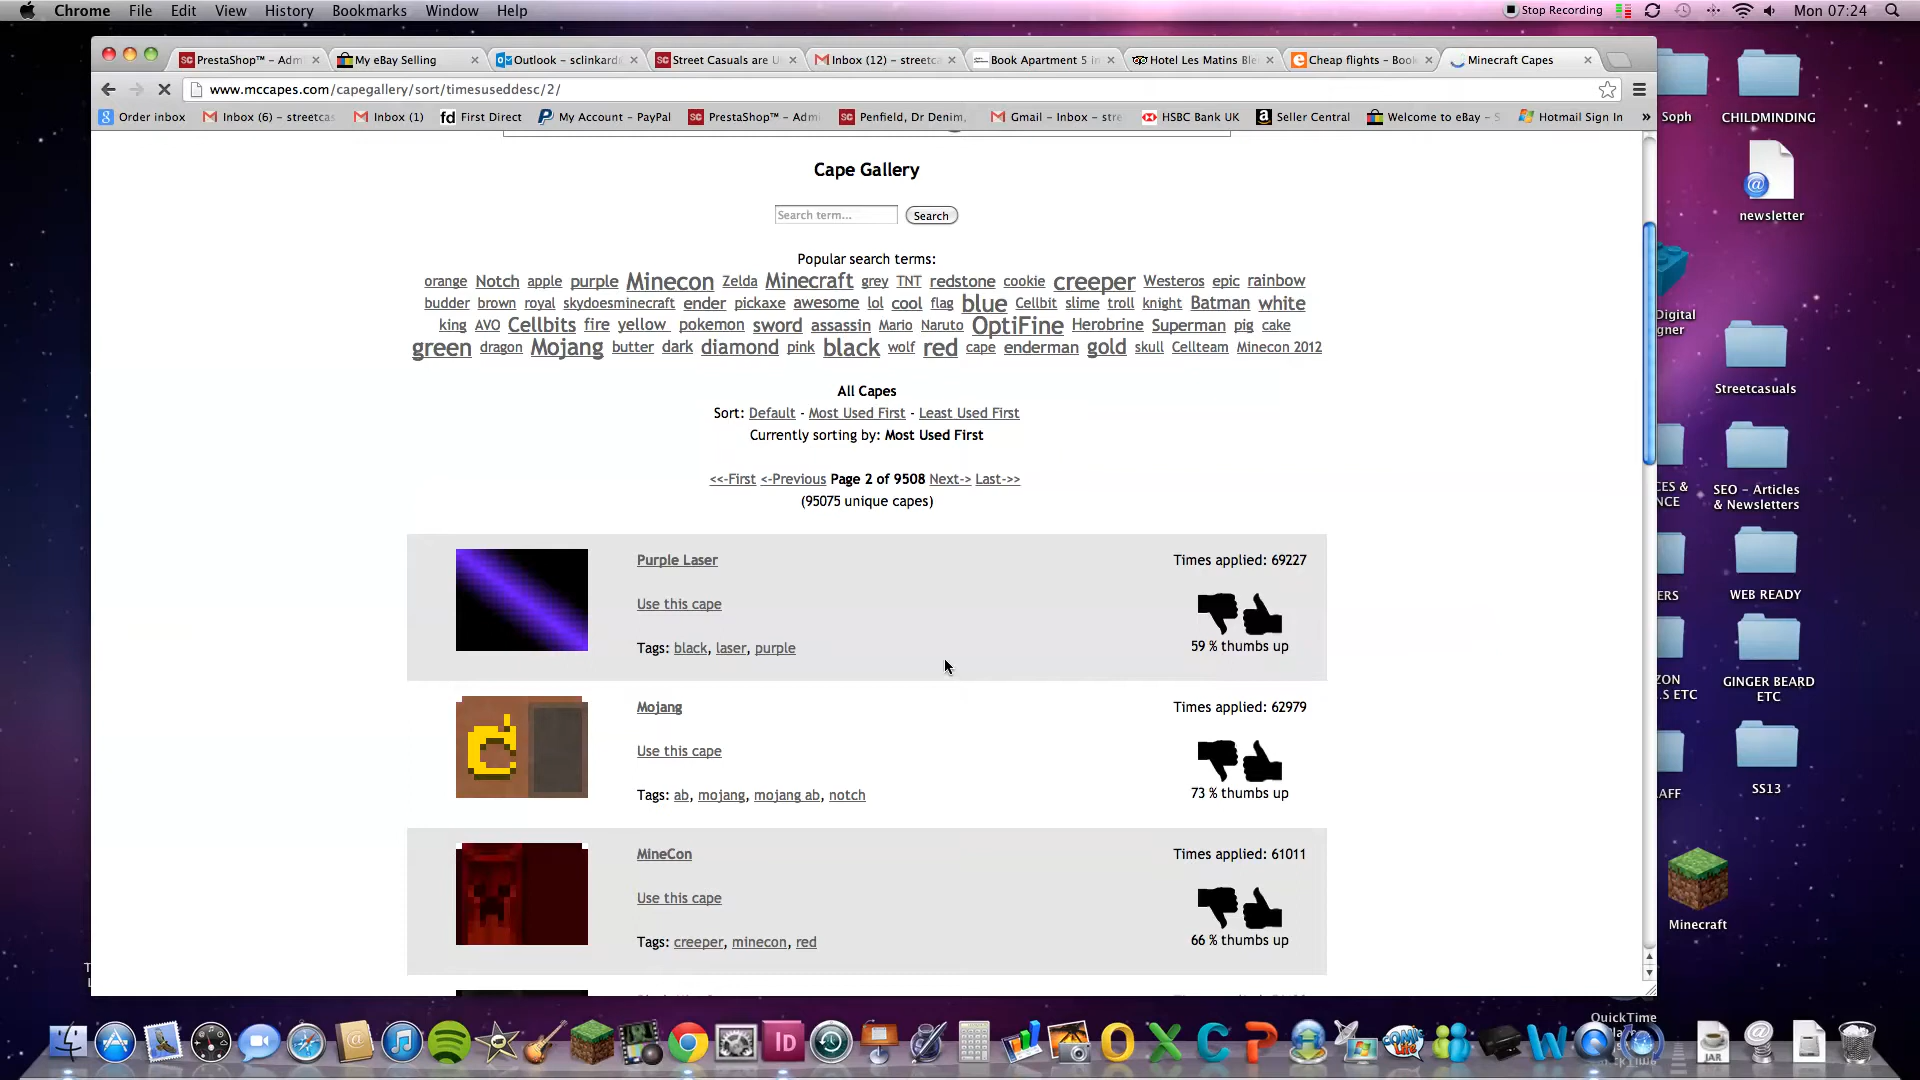 Chrome File Edit View History Bookmarks Window Help Stop Recording Mon 07:24
PrestaShop™ - Adm My eBay Selling Outlook - sclinkard Street Casuals are U Inbox (12) - streetc Book Apartment 5 in Hotel Les Matins Ble Cheap flights - Book Minecraft Capes
www.mccapes.com/capegallery/sort/timesuseddesc/2/
Order inbox Inbox (6) - streetcas Inbox (1) First Direct My Account - PayPal PrestaShop™ - Adm Penfield, Dr Denim, Gmail - Inbox - stre HSBC Bank UK Seller Central Welcome to eBay - S Hotmail Sign In »
Cape Gallery
Search term... Search
Popular search terms:
orange Notch apple purple Minecon Zelda Minecraft grey TNT redstone cookie creeper Westeros epic rainbow
budder brown royal skydoesminecraft ender pickaxe awesome lol cool flag blue Cellbit slime troll knight Batman white
king AVO Cellbits fire yellow pokemon sword assassin Mario Naruto OptiFine Herobrine Superman pig cake
green dragon Mojang butter dark diamond pink black wolf red cape enderman gold skull Cellteam Minecon 2012
All Capes
Sort: Default - Most Used First - Least Used First
Currently sorting by: Most Used First
<<-First <-Previous Page 2 of 9508 Next-> Last->>
(95075 unique capes)
Purple Laser Times applied: 69227
Use this cape
59 % thumbs up
Tags: black, laser, purple
Mojang Times applied: 62979
Use this cape
73 % thumbs up
Tags: ab, mojang, mojang ab, notch
MineCon Times applied: 61011
Use this cape
66 % thumbs up
Tags: creeper, minecon, red
Soph CHILDMINDING
newsletter
Digital
gner
Streetcasuals
CES &
NCE
SEO - Articles
& Newsletters
ERS WEB READY
ZON
.S ETC
GINGER BEARD
ETC
AFF SS13
Minecraft
QuickTime
ID
JAR